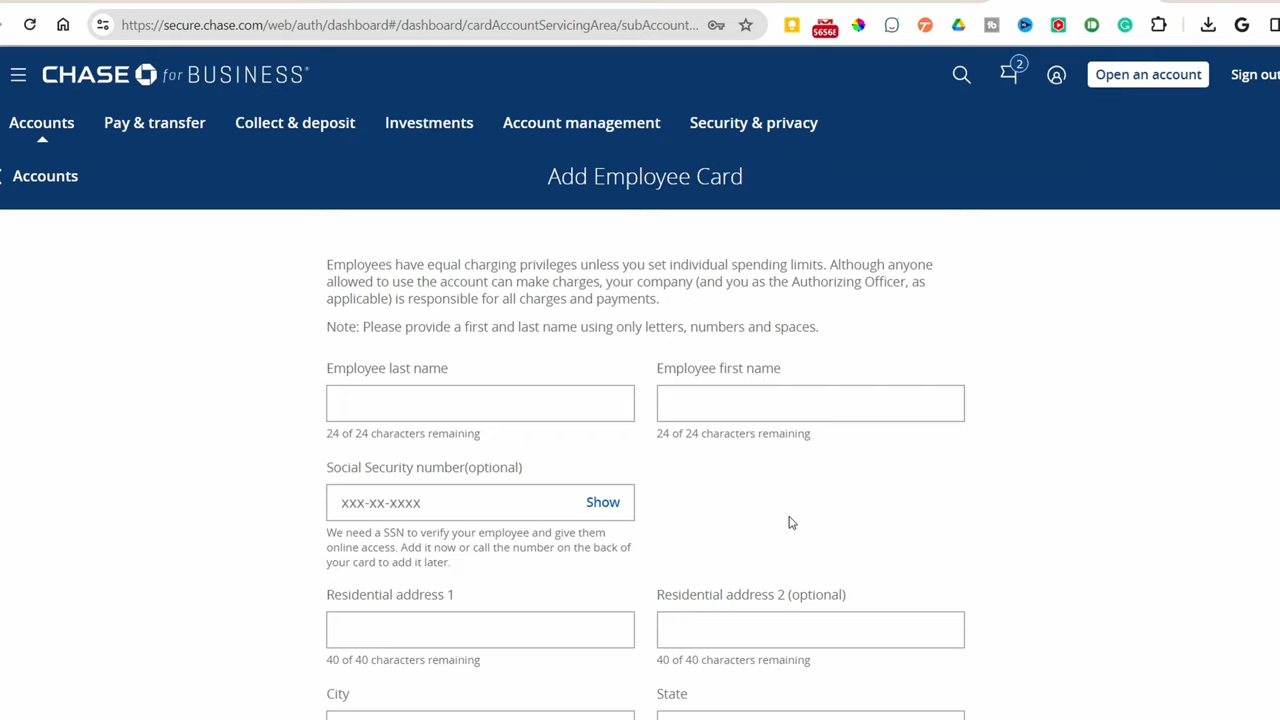 https://secure.chase.com/web/auth/dashboard#/dashboard/cardAccountServicingArea/subAccount...
5656E
CHASE for BUSINESS®
2
Open an account
Sign out
Accounts
Pay & transfer
Collect & deposit
Investments
Account management
Security & privacy
Accounts
Add Employee Card
Employees have equal charging privileges unless you set individual spending limits. Although anyone
allowed to use the account can make charges, your company (and you as the Authorizing Officer, as
applicable) is responsible for all charges and payments.
Note: Please provide a first and last name using only letters, numbers and spaces.
Employee last name
Employee first name
24 of 24 characters remaining
24 of 24 characters remaining
Social Security number(optional)
xxx-xx-xxxx
Show
We need a SSN to verify your employee and give them
online access. Add it now or call the number on the back of
your card to add it later.
Residential address 1
Residential address 2 (optional)
40 of 40 characters remaining
40 of 40 characters remaining
City
State